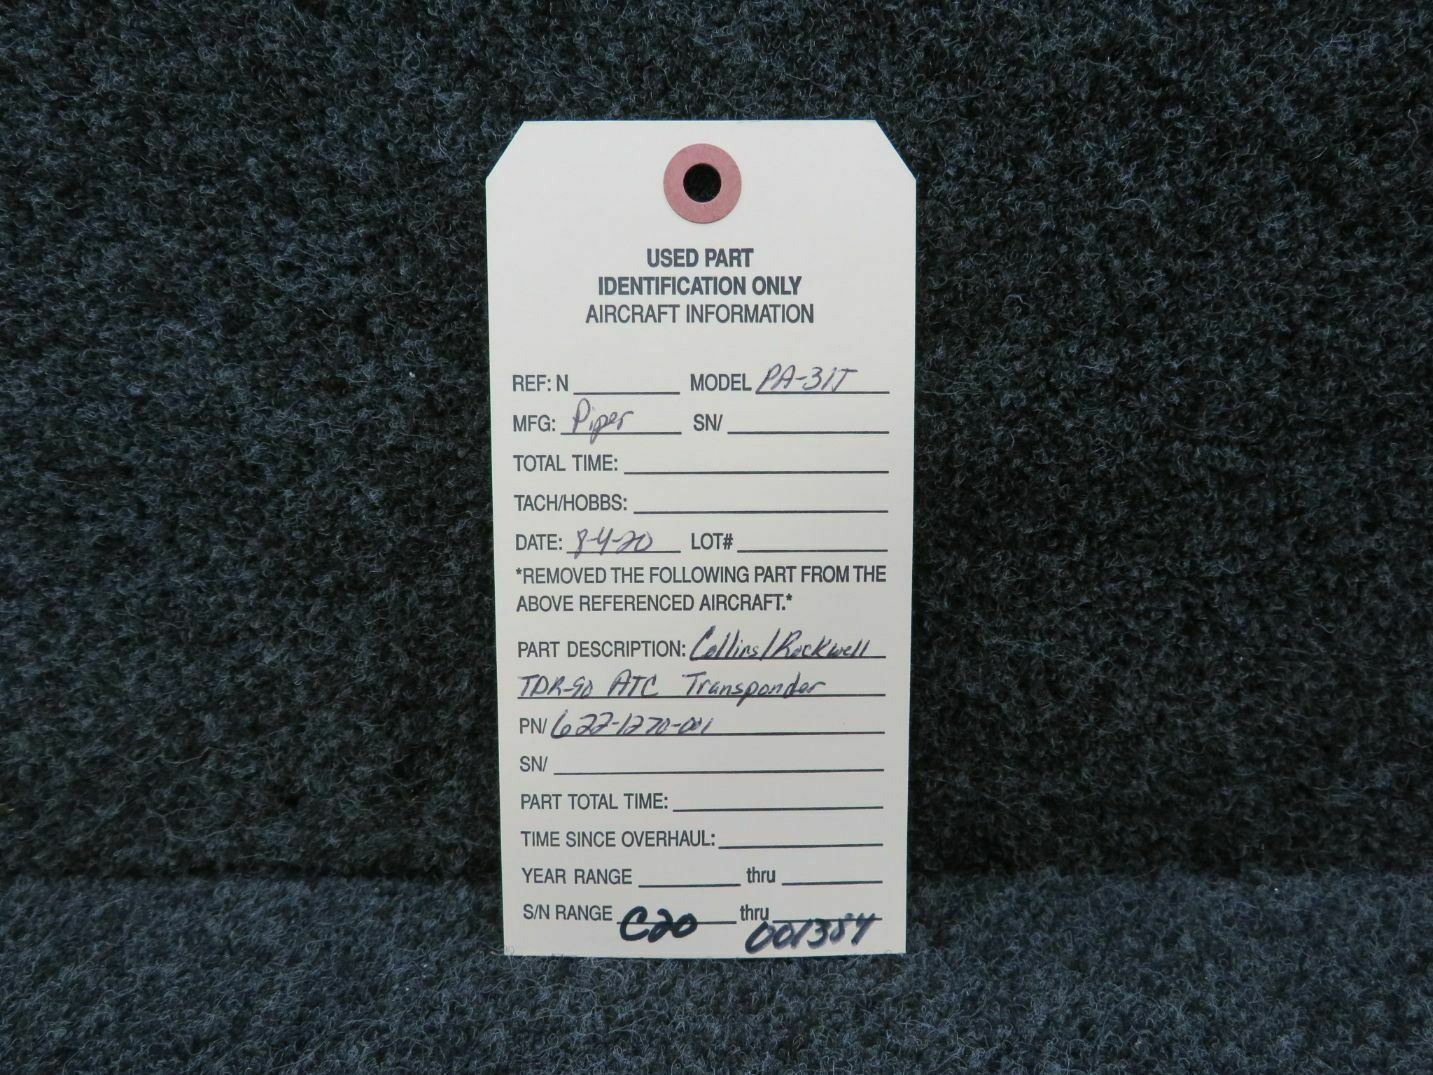 USED PART
IDENTIFICATION ONLY
AIRCRAFT INFORMATION
REF: N MODEL PA-31T
MFG: Piper SN/
TOTAL TIME:
TACH/HOBBS:
DATE: 8-4-20 LOT#
*REMOVED THE FOLLOWING PART FROM THE
ABOVE REFERENCED AIRCRAFT.*
PART DESCRIPTION: Collins/Rockwell
TDR-90 ATC Transponder
PN/ 622-1270-001
SN/
PART TOTAL TIME:
TIME SINCE OVERHAUL:
YEAR RANGE thru
S/N RANGE C20 thru 001384